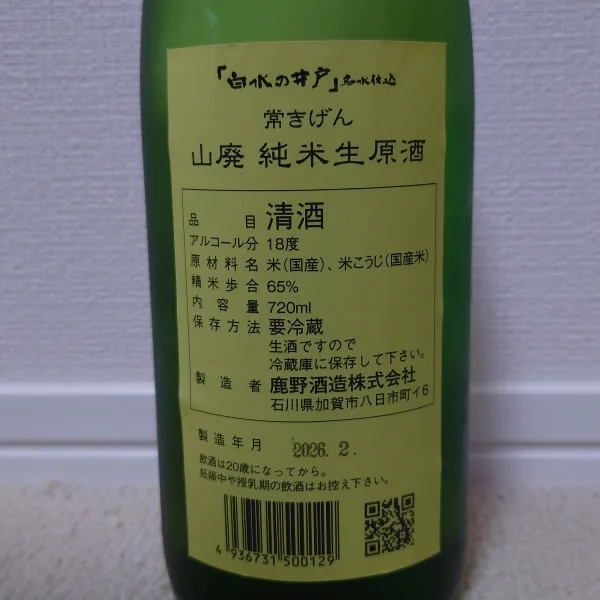 「白水の井戸」名水仕込
常きげん
山廃 純米生原酒
品目 清酒
アルコール分 18度
原材料名 米(国産)、米こうじ(国産米)
精米歩合 65%
内容量 720ml
保存方法 要冷蔵
生酒ですので
冷蔵庫に保存して下さい。
製造者 鹿野酒造株式会社
石川県加賀市八日市町イ6
製造年月 2026.2.
飲酒は20歳になってから。
妊娠中や授乳期の飲酒はお控え下さい。
4 936731 500129